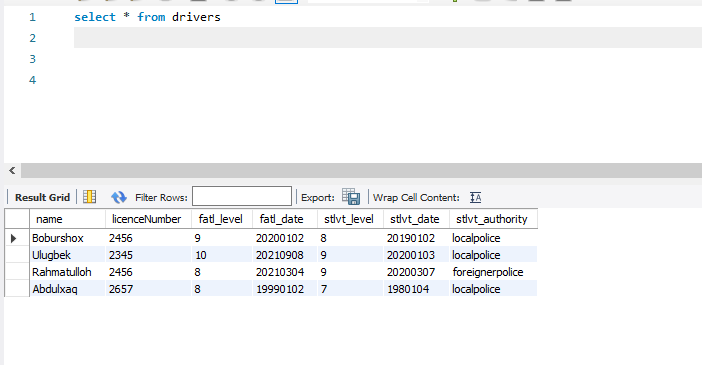 1 select * from drivers
2
3
4
Result Grid Filter Rows: Export: Wrap Cell Content: IA
name licenceNumber fatl_level fatl_date stlvt_level stlvt_date stlvt_authority
Boburshox 2456 9 20200102 8 20190102 localpolice
Ulugbek 2345 10 20210908 9 20200103 localpolice
Rahmatulloh 2456 8 20210304 9 20200307 foreignerpolice
Abdulxaq 2657 8 19990102 7 1980104 localpolice